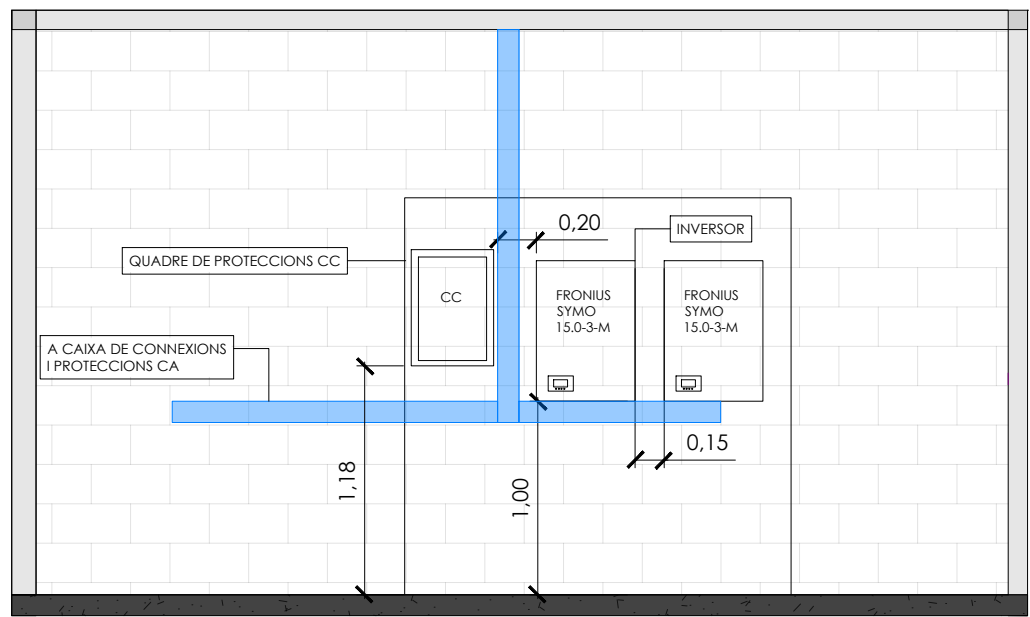 0,20
INVERSOR
QUADRE DE PROTECCIONS CC
CC
FRONIUS
SYMO
15.0-3-M
FRONIUS
SYMO
15.0-3-M
A CAIXA DE CONNEXIONS
I PROTECCIONS CA
0,15
1,18
1,00